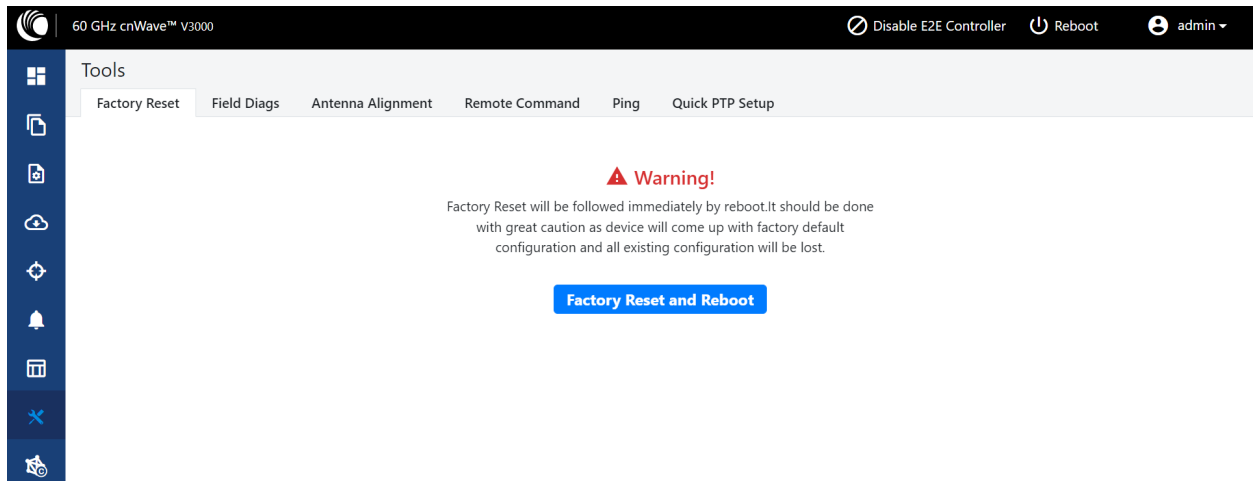 60 GHz cnWave™ V3000
Disable E2E Controller
Reboot
admin
Tools
Factory Reset
Field Diags
Antenna Alignment
Remote Command
Ping
Quick PTP Setup
Warning!
Factory Reset will be followed immediately by reboot.It should be done
with great caution as device will come up with factory default
configuration and all existing configuration will be lost.
Factory Reset and Reboot